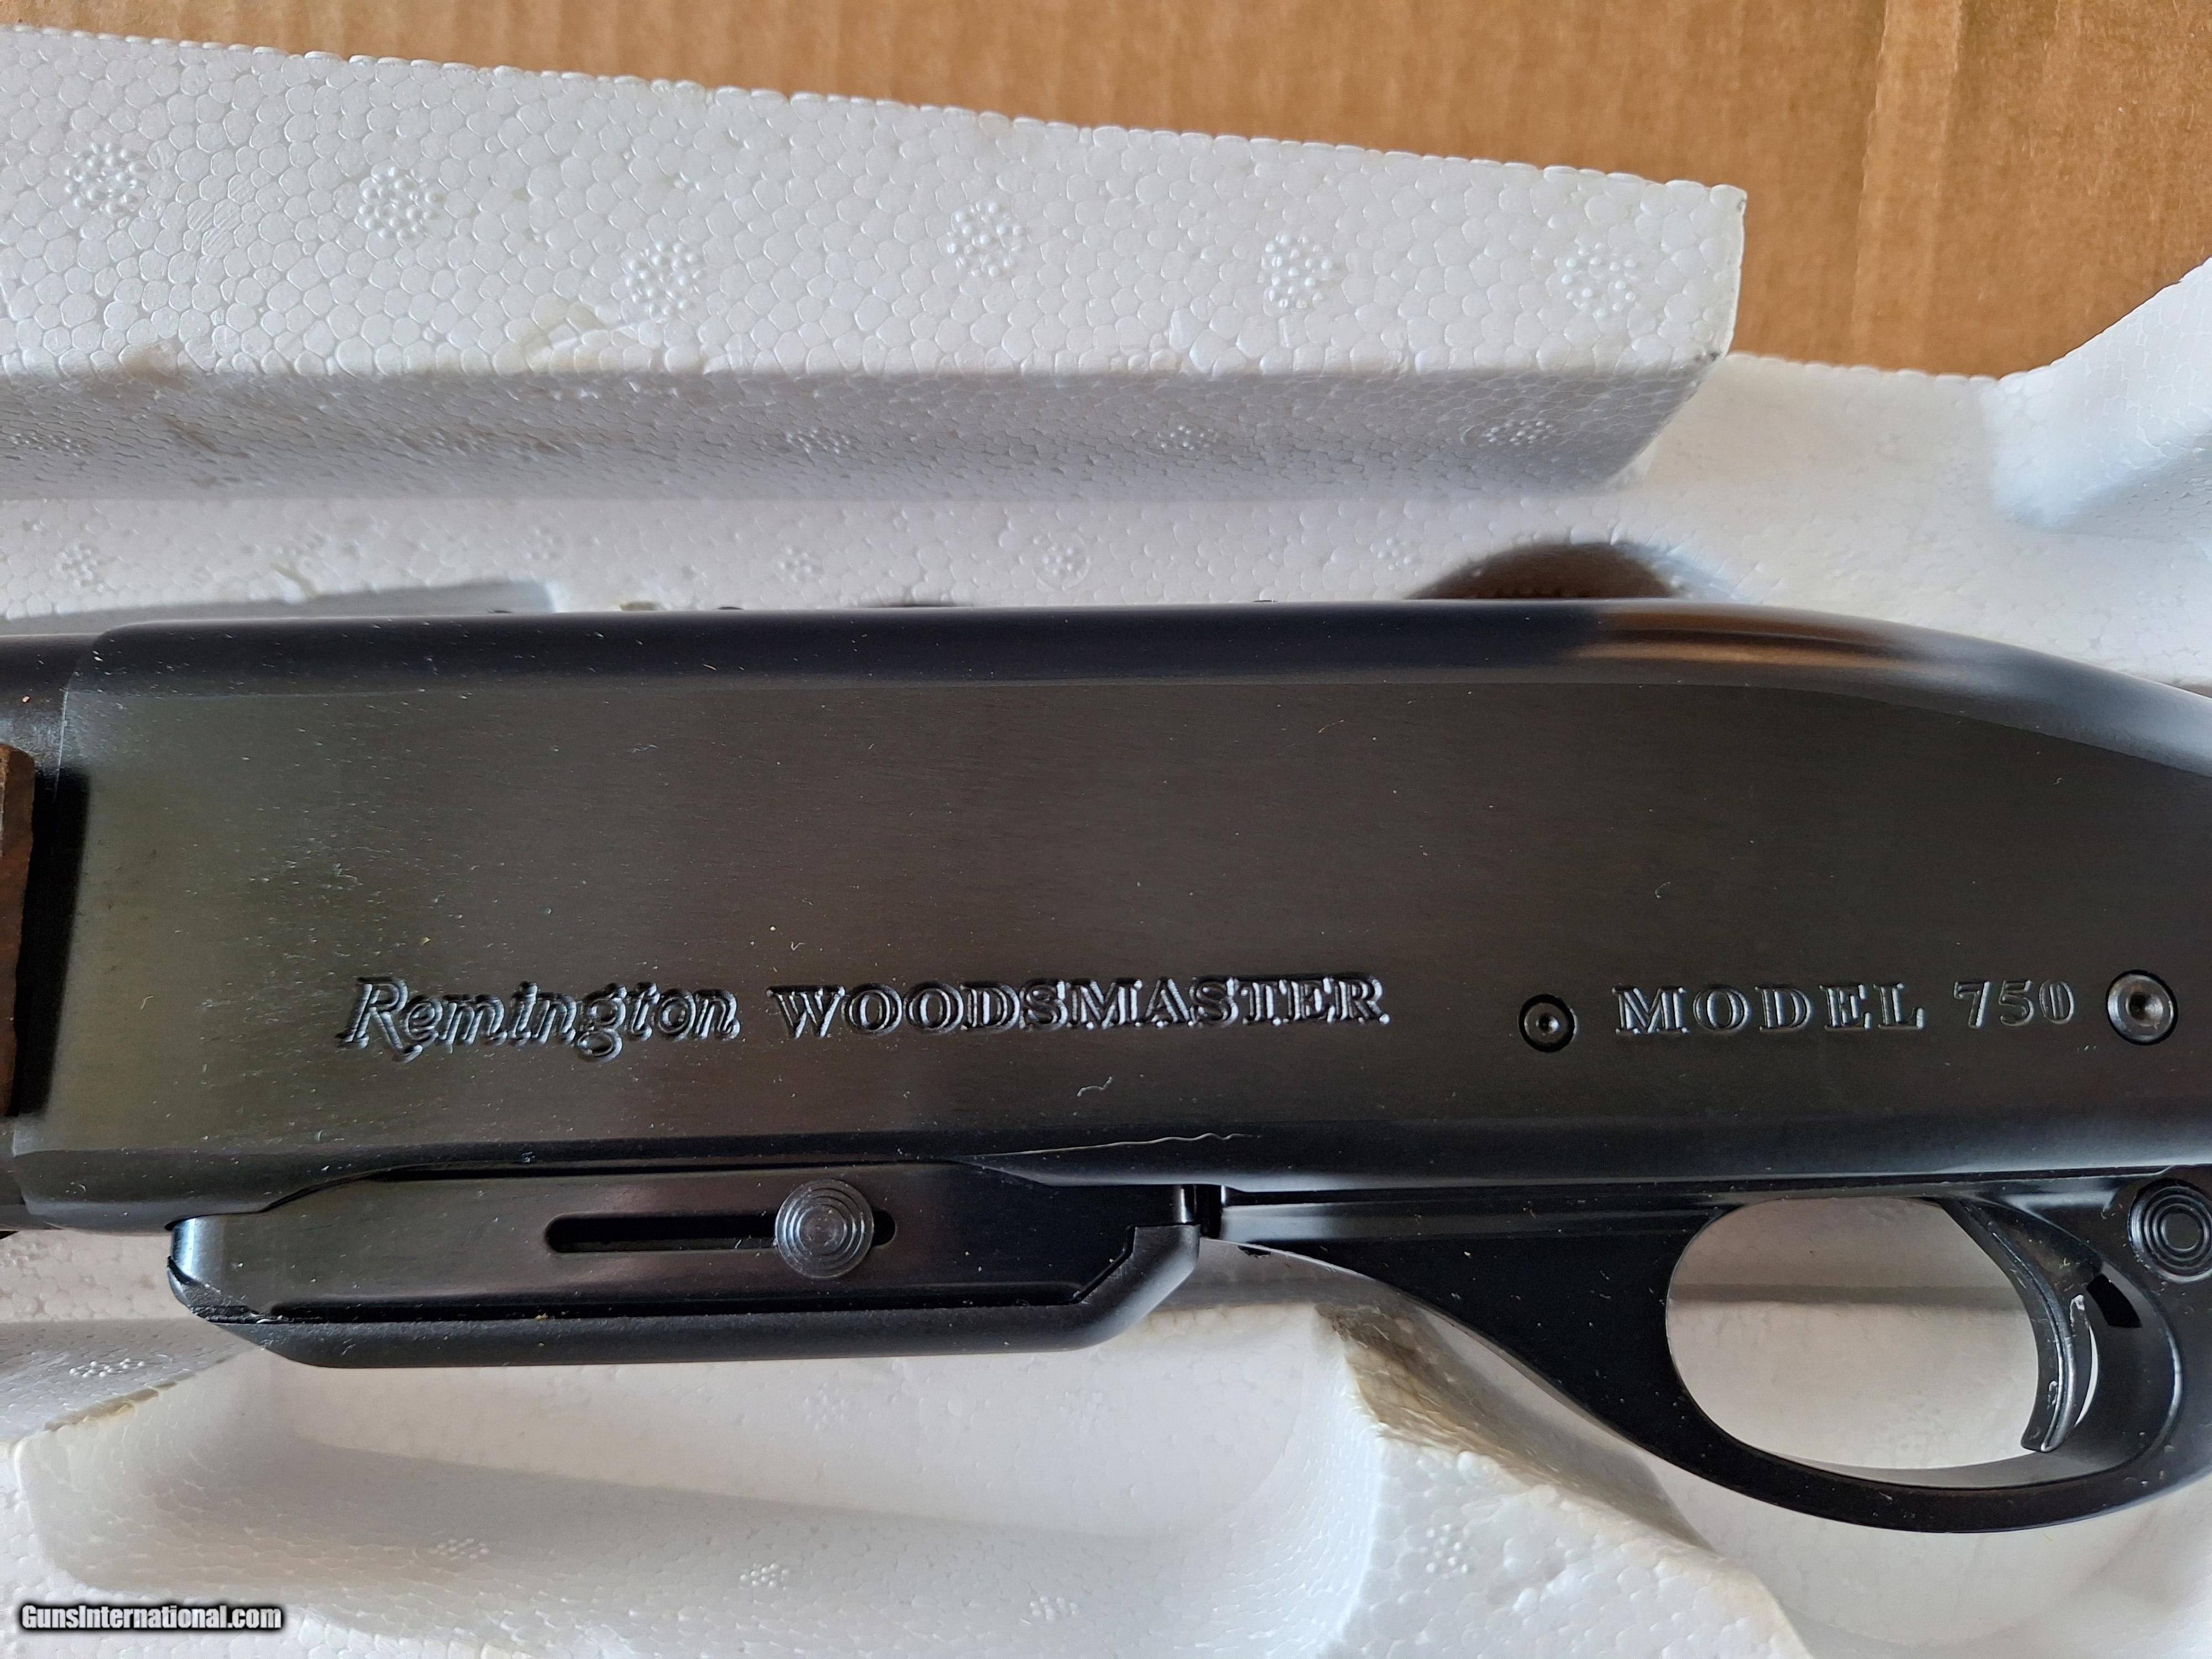 Remington WOODSMASTER MODEL 750
GunsInternational.com